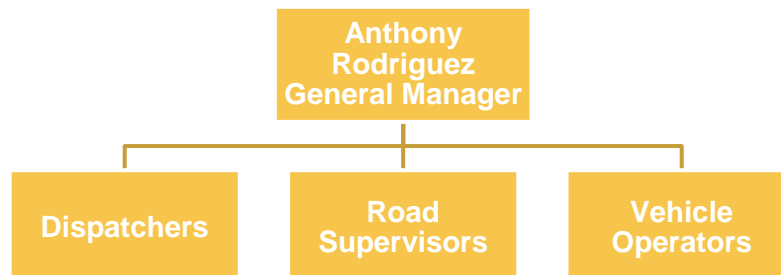 Anthony
Rodriguez
General Manager
Dispatchers
Road
Supervisors
Vehicle
Operators